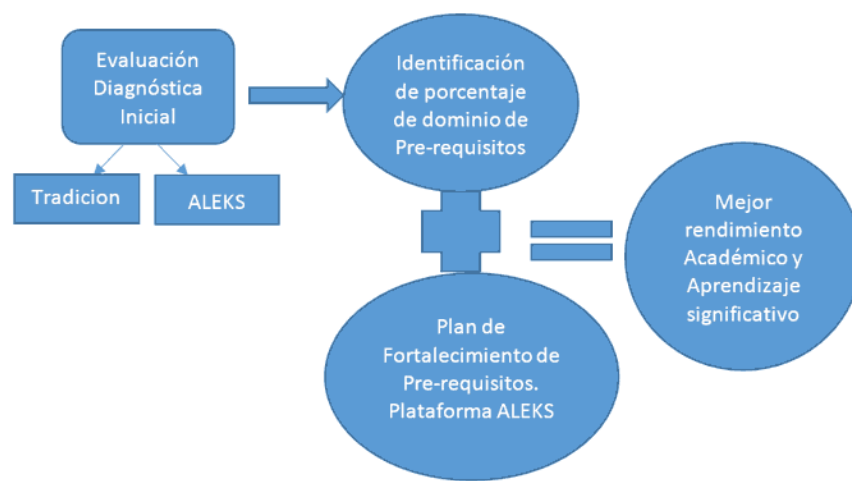 Evaluación
Diagnóstica
Inicial
Tradicion
ALEKS
Identificación
de porcentaje
de dominio de
Pre-requisitos
Plan de
Fortalecimiento de
Pre-requisitos.
Plataforma ALEKS
Mejor
rendimiento
Académico y
Aprendizaje
significativo